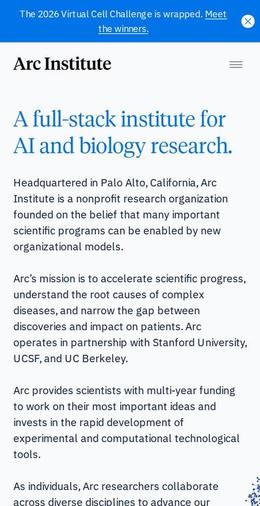 The 2026 Virtual Cell Challenge is wrapped. Meet
the winners.
Arc Institute
A full-stack institute for
AI and biology research.
Headquartered in Palo Alto, California, Arc
Institute is a nonprofit research organization
founded on the belief that many important
scientific programs can be enabled by new
organizational models.
Arc's mission is to accelerate scientific progress,
understand the root causes of complex
diseases, and narrow the gap between
discoveries and impact on patients. Arc
operates in partnership with Stanford University,
UCSF, and UC Berkeley.
Arc provides scientists with multi-year funding
to work on their most important ideas and
invests in the rapid development of
experimental and computational technological
tools.
As individuals, Arc researchers collaborate
across diverse disciplines to advance our